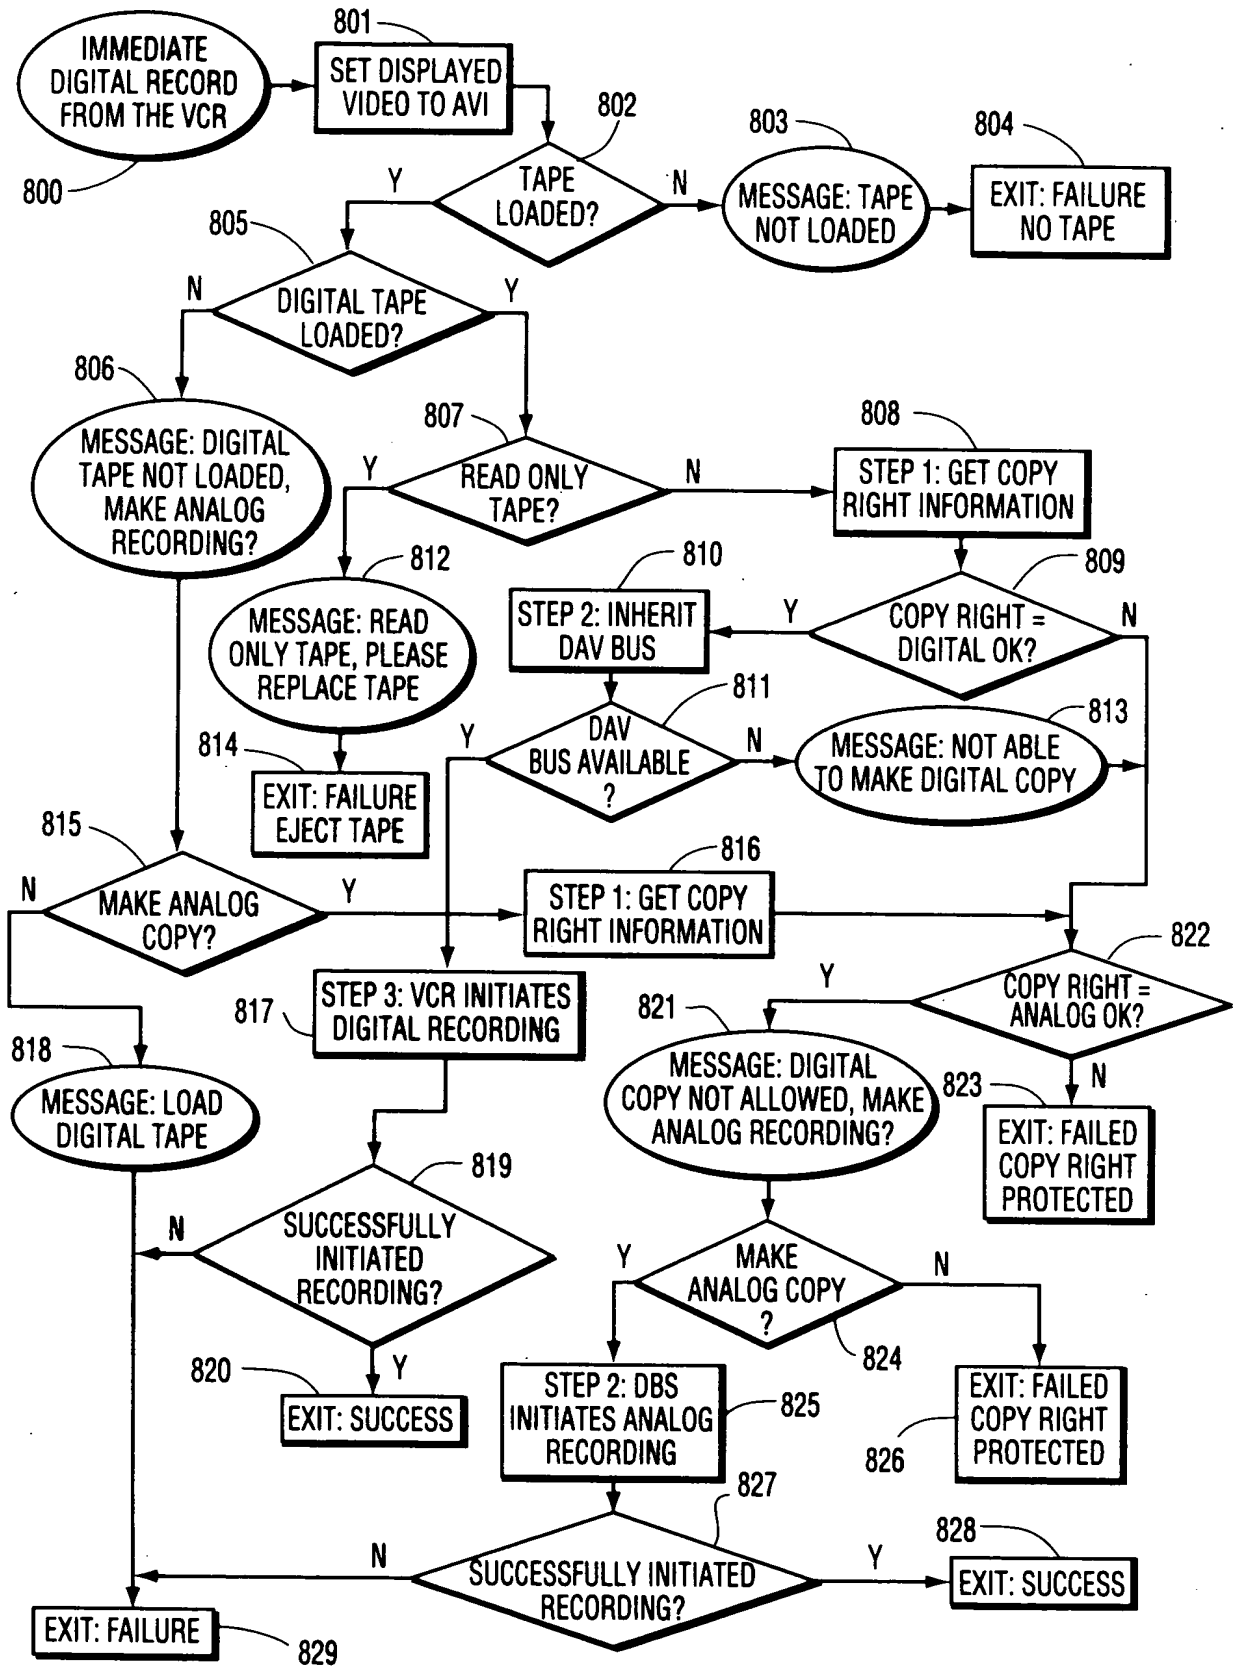 801
IMMEDIATE
DIGITAL RECORD
FROM THE VCR
800
SET DISPLAYED
VIDEO TO AVI
802
TAPE
LOADED?
Y
N
803
MESSAGE: TAPE
NOT LOADED
804
EXIT: FAILURE
NO TAPE
805
DIGITAL TAPE
LOADED?
N
Y
806
MESSAGE: DIGITAL
TAPE NOT LOADED,
MAKE ANALOG
RECORDING?
807
READ ONLY
TAPE?
Y
N
808
STEP 1: GET COPY
RIGHT INFORMATION
809
COPY RIGHT =
DIGITAL OK?
Y
N
810
STEP 2: INHERIT
DAV BUS
811
DAV
BUS AVAILABLE
?
Y
N
812
MESSAGE: READ
ONLY TAPE, PLEASE
REPLACE TAPE
813
MESSAGE: NOT ABLE
TO MAKE DIGITAL COPY
814
EXIT: FAILURE
EJECT TAPE
815
MAKE ANALOG
COPY?
N
Y
816
STEP 1: GET COPY
RIGHT INFORMATION
822
COPY RIGHT =
ANALOG OK?
Y
N
817
STEP 3: VCR INITIATES
DIGITAL RECORDING
818
MESSAGE: LOAD
DIGITAL TAPE
821
MESSAGE: DIGITAL
COPY NOT ALLOWED, MAKE
ANALOG RECORDING?
823
EXIT: FAILED
COPY RIGHT
PROTECTED
819
SUCCESSFULLY
INITIATED
RECORDING?
N
Y
820
EXIT: SUCCESS
MAKE
ANALOG COPY
?
Y
N
824
STEP 2: DBS
INITIATES ANALOG
RECORDING
825
EXIT: FAILED
COPY RIGHT
PROTECTED
826
827
SUCCESSFULLY INITIATED
RECORDING?
N
Y
828
EXIT: SUCCESS
EXIT: FAILURE
829